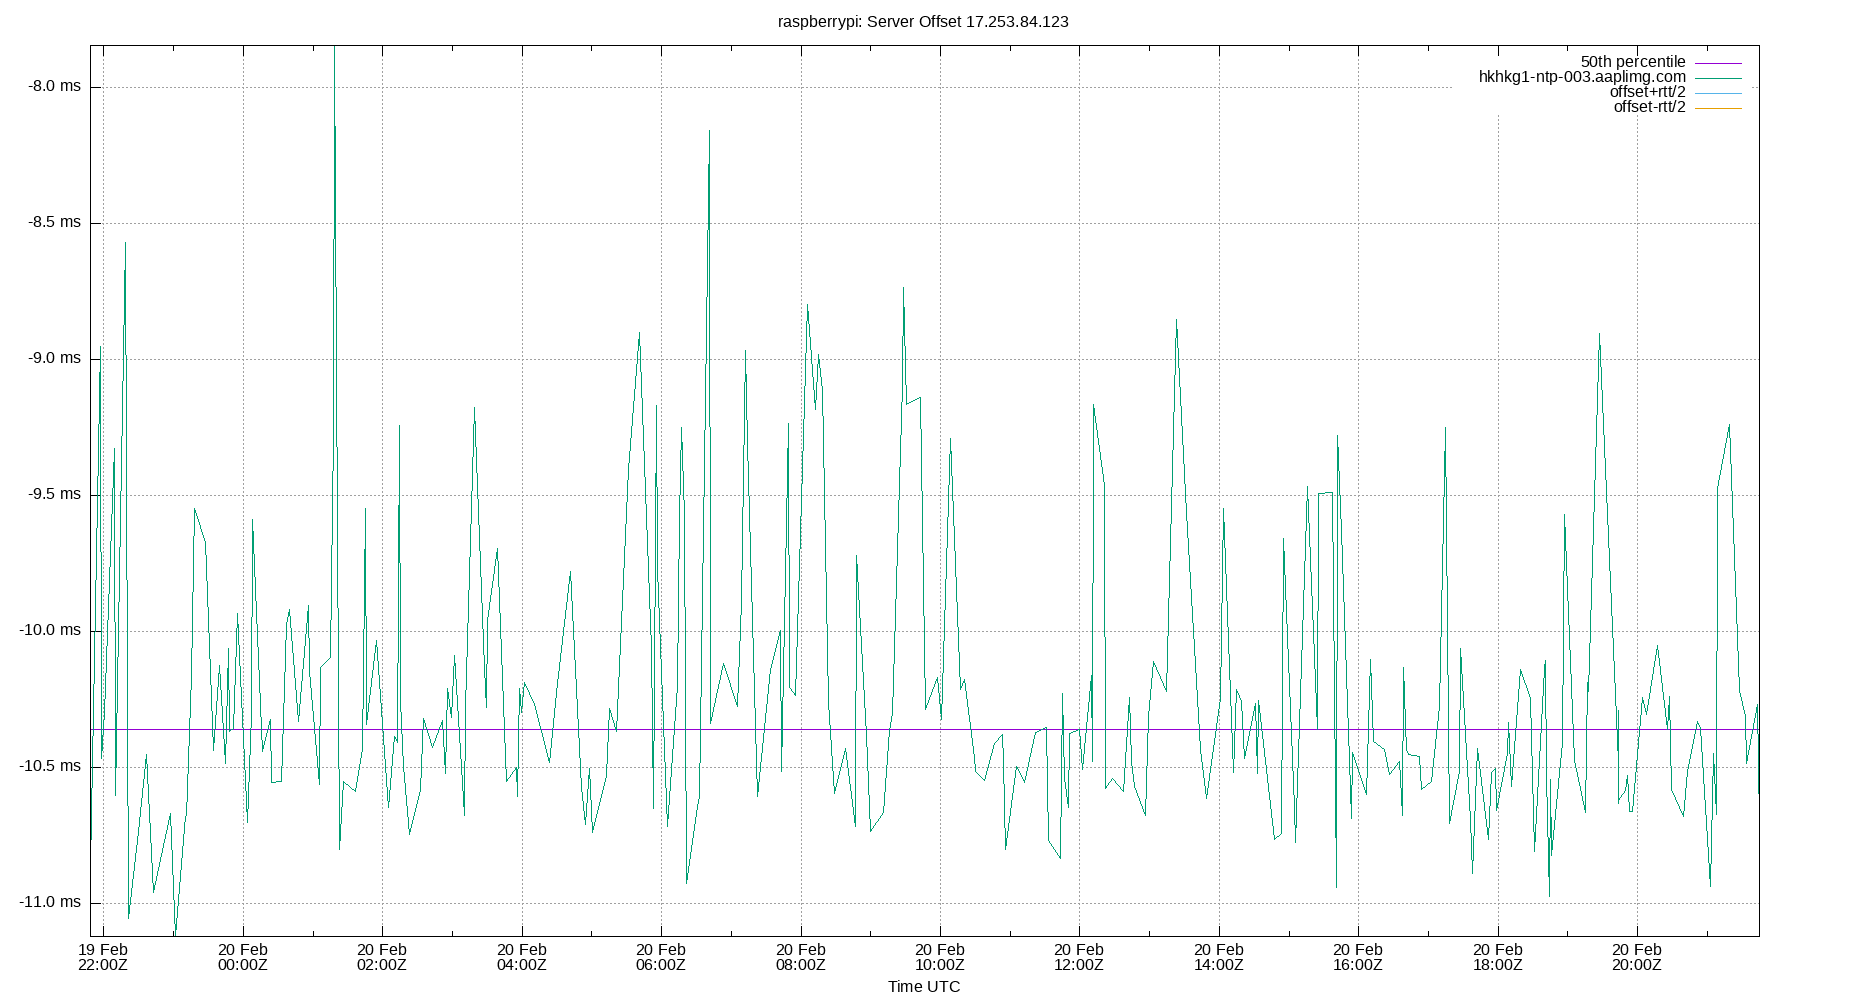 raspberrypi: Server Offset 17.253.84.123
50th percentile
hkhkg1-ntp-003.aaplimg.com
offset+rtt/2
offset-rtt/2
-8.0 ms
-8.5 ms
-9.0 ms
-9.5 ms
-10.0 ms
-10.5 ms
-11.0 ms
19 Feb 20 Feb 20 Feb 20 Feb 20 Feb 20 Feb 20 Feb 20 Feb 20 Feb 20 Feb 20 Feb 20 Feb
22:00Z 00:00Z 02:00Z 04:00Z 06:00Z 08:00Z 10:00Z 12:00Z 14:00Z 16:00Z 18:00Z 20:00Z
Time UTC